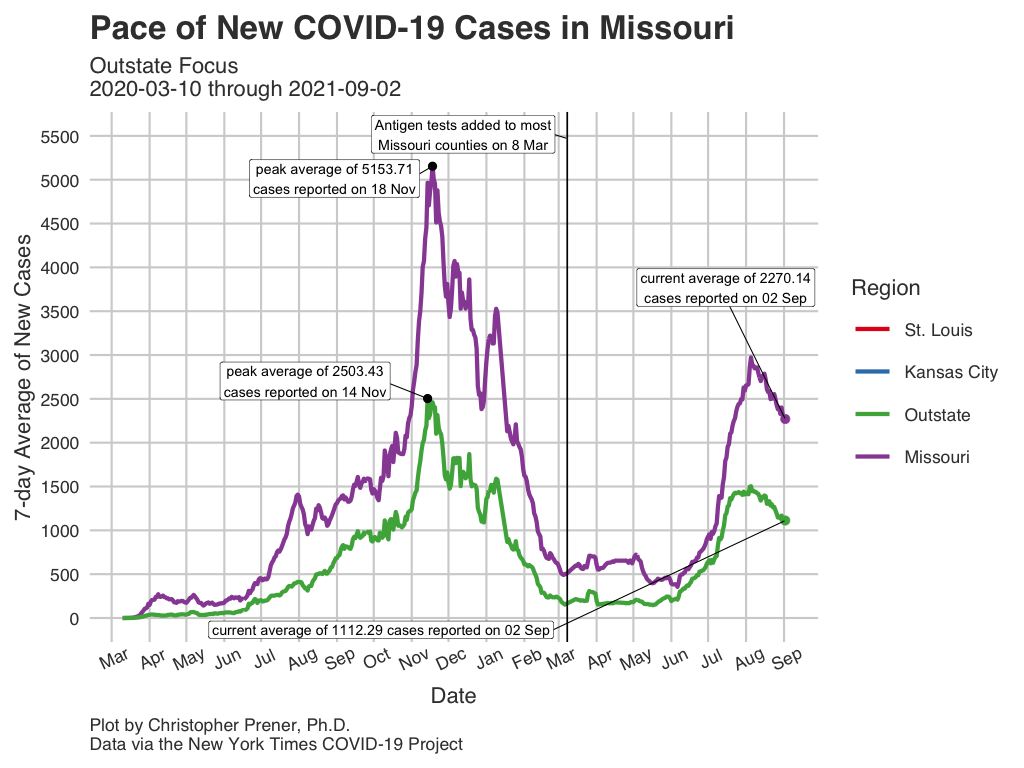 Pace of New COVID-19 Cases in Missouri
Outstate Focus
2020-03-10 through 2021-09-02
Antigen tests added to most
Missouri counties on 8 Mar
peak average of 5153.71
cases reported on 18 Nov
current average of 2270.14
cases reported on 02 Sep
peak average of 2503.43
cases reported on 14 Nov
current average of 1112.29 cases reported on 02 Sep
7-day Average of New Cases
5500
5000
4500
4000
3500
3000
2500
2000
1500
1000
500
0
Mar Apr May Jun Jul Aug Sep Oct Nov Dec Jan Feb Mar Apr May Jun Jul Aug Sep
Date
Region
St. Louis
Kansas City
Outstate
Missouri
Plot by Christopher Prener, Ph.D.
Data via the New York Times COVID-19 Project